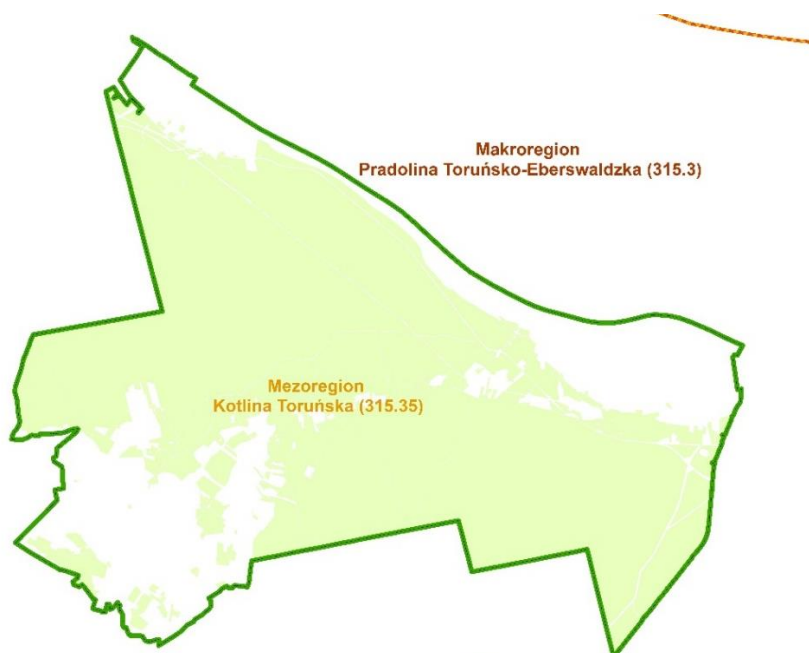 Makroregion
Pradolina Toruńsko-Eberswaldzka (315.3)
Mezoregion
Kotlina Toruńska (315.35)